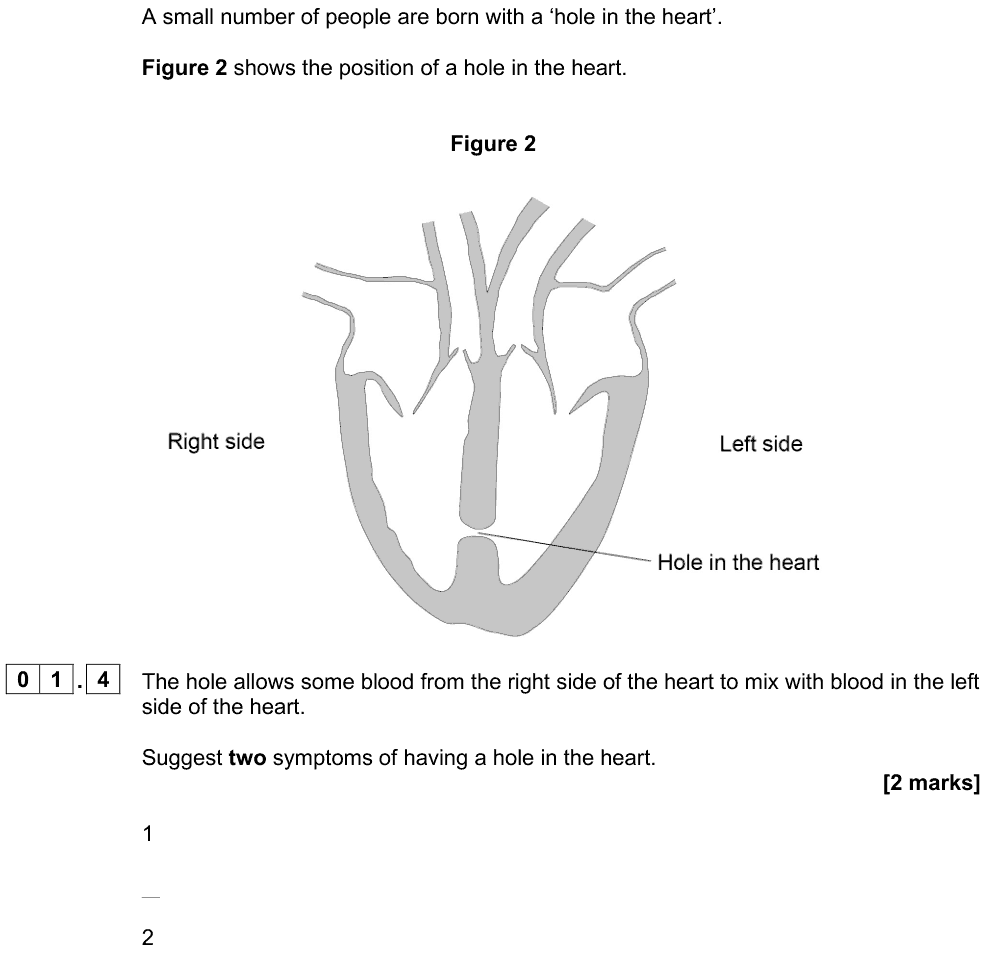 A small number of people are born with a ‘hole in the heart’.
Figure 2 shows the position of a hole in the heart.
Figure 2
Right side
Left side
Hole in the heart
0 1 . 4 The hole allows some blood from the right side of the heart to mix with blood in the left
side of the heart.
Suggest two symptoms of having a hole in the heart.
[2 marks]
1
2